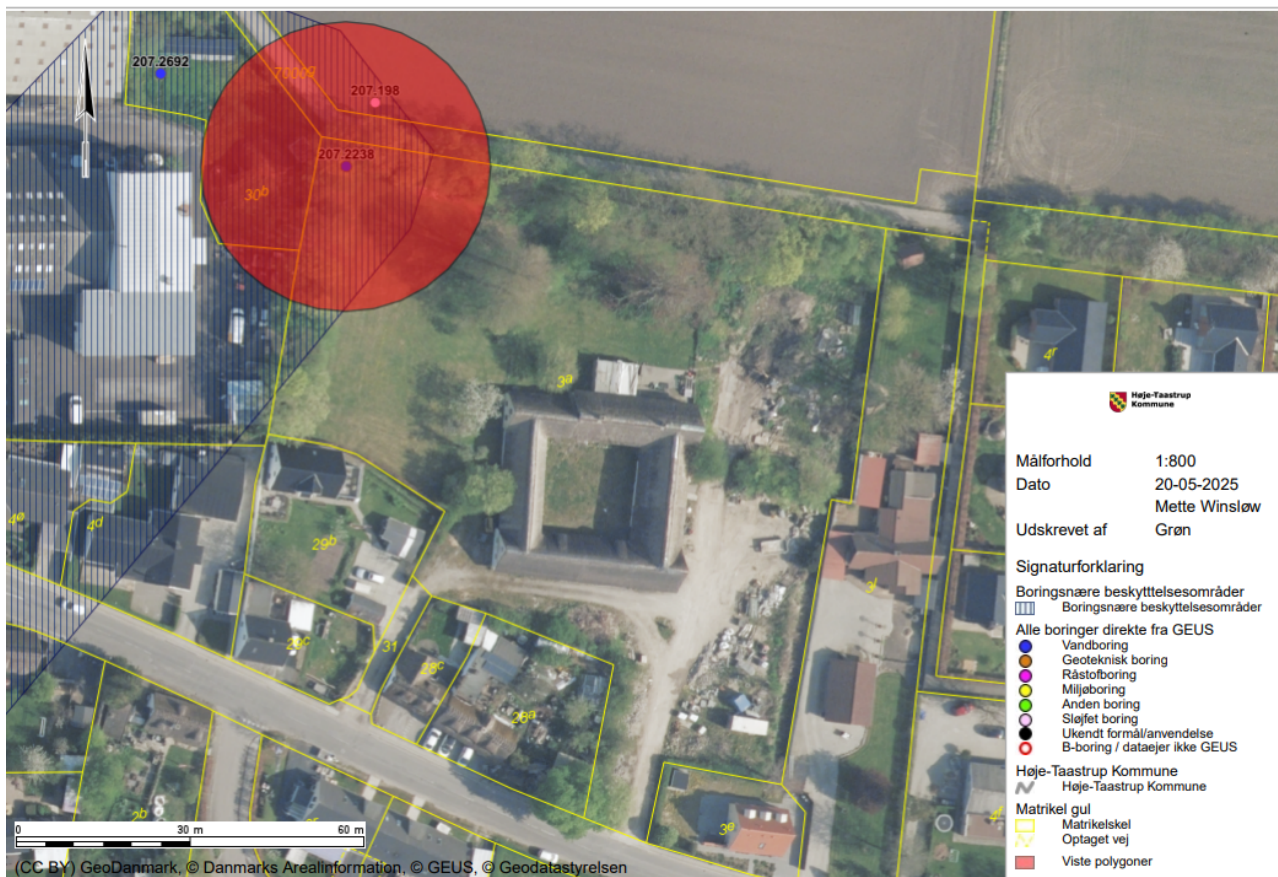 207.2692
7000g
207.198
207.2238
30b
3a
4r
4ø
4d
29b
29c
31
28c
28a
3l
2b
3e
4f
0 30 m 60 m
(CC BY) GeoDanmark, © Danmarks Arealinformation, © GEUS, © Geodatastyrelsen
Høje-Taastrup
Kommune
Målforhold 1:800
Dato 20-05-2025
Mette Winsløw
Udskrevet af Grøn
Signaturforklaring
Boringsnære beskytttelsesområder
Boringsnære beskyttelsesområder
Alle boringer direkte fra GEUS
Vandboring
Geoteknisk boring
Råstofboring
Miljøboring
Anden boring
Sløjfet boring
Ukendt formål/anvendelse
B-boring / dataejer ikke GEUS
Høje-Taastrup Kommune
Høje-Taastrup Kommune
Matrikel gul
Matrikelskel
Optaget vej
Viste polygoner